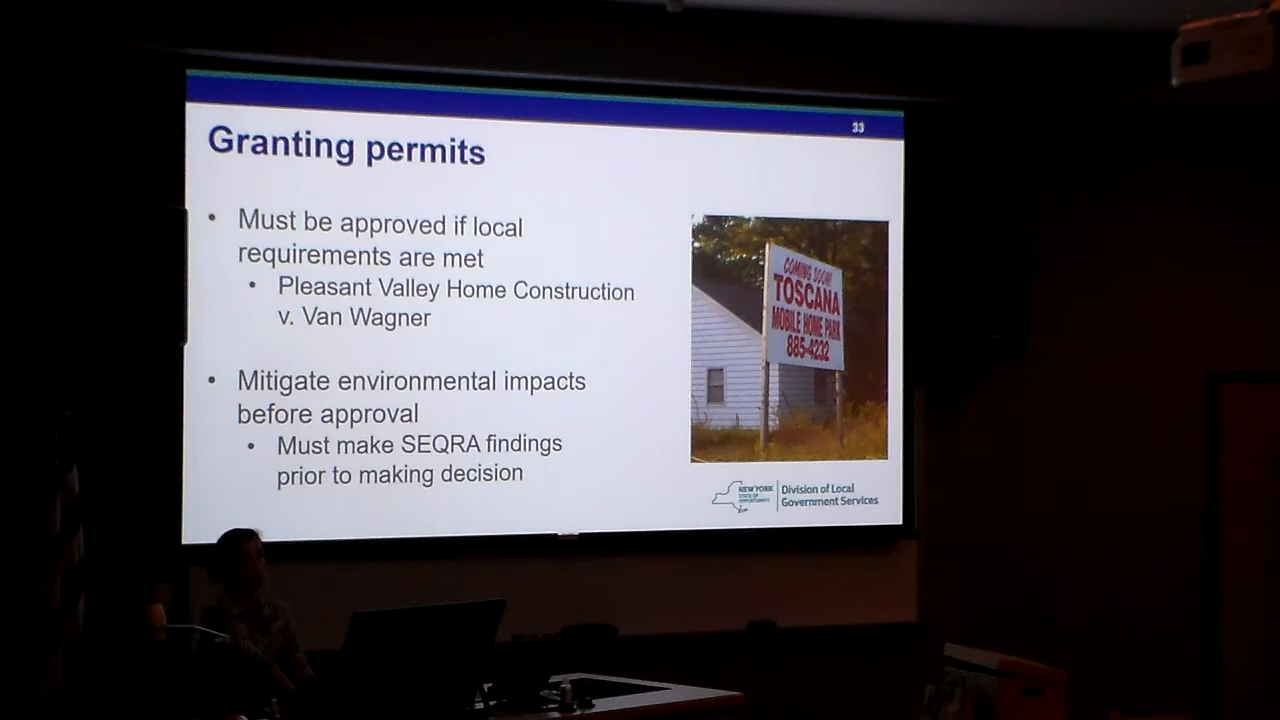 33
Granting permits
• Must be approved if local
requirements are met
• Pleasant Valley Home Construction
v. Van Wagner
• Mitigate environmental impacts
before approval
• Must make SEQRA findings
prior to making decision
COMING SOON!
TOSCANA
MOBILE HOME PARK
885-4232
NEW YORK
STATE OF
OPPORTUNITY
Division of Local
Government Services